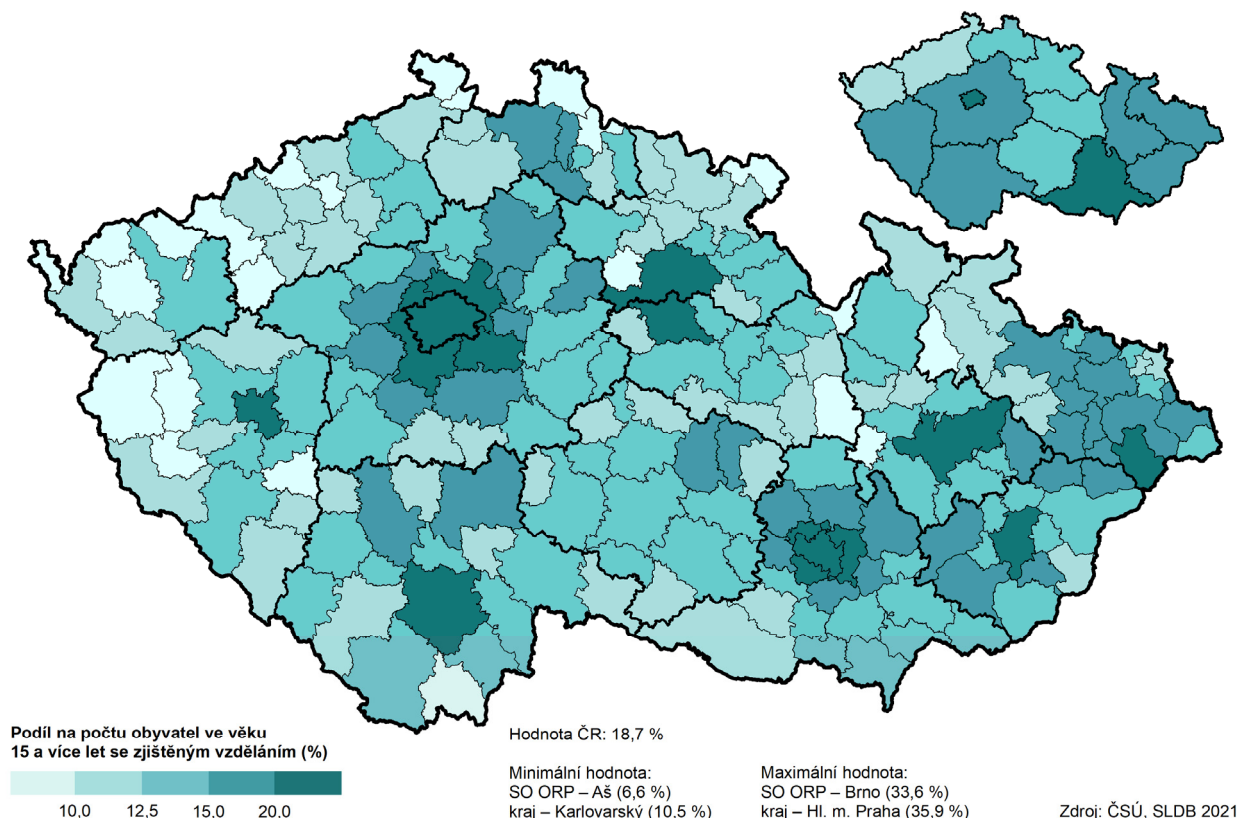 Podíl na počtu obyvatel ve věku
15 a více let se zjištěným vzděláním (%)
10,0 12,5 15,0 20,0
Hodnota ČR: 18,7 %
Minimální hodnota:
SO ORP – Aš (6,6 %)
kraj – Karlovarský (10,5 %)
Maximální hodnota:
SO ORP – Brno (33,6 %)
kraj – Hl. m. Praha (35,9 %)
Zdroj: ČSÚ, SLDB 2021